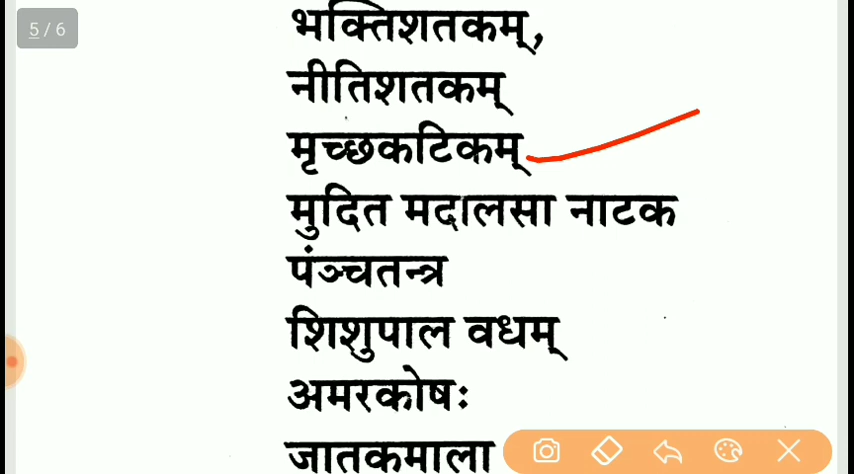 5 / 6
भक्तिशतकम्,
नीतिशतकम्
मृच्छकटिकम्
मुदित मदालसा नाटक
पंञ्चतन्त्र
शिशुपाल वधम्
अमरकोषः
जातकमाला